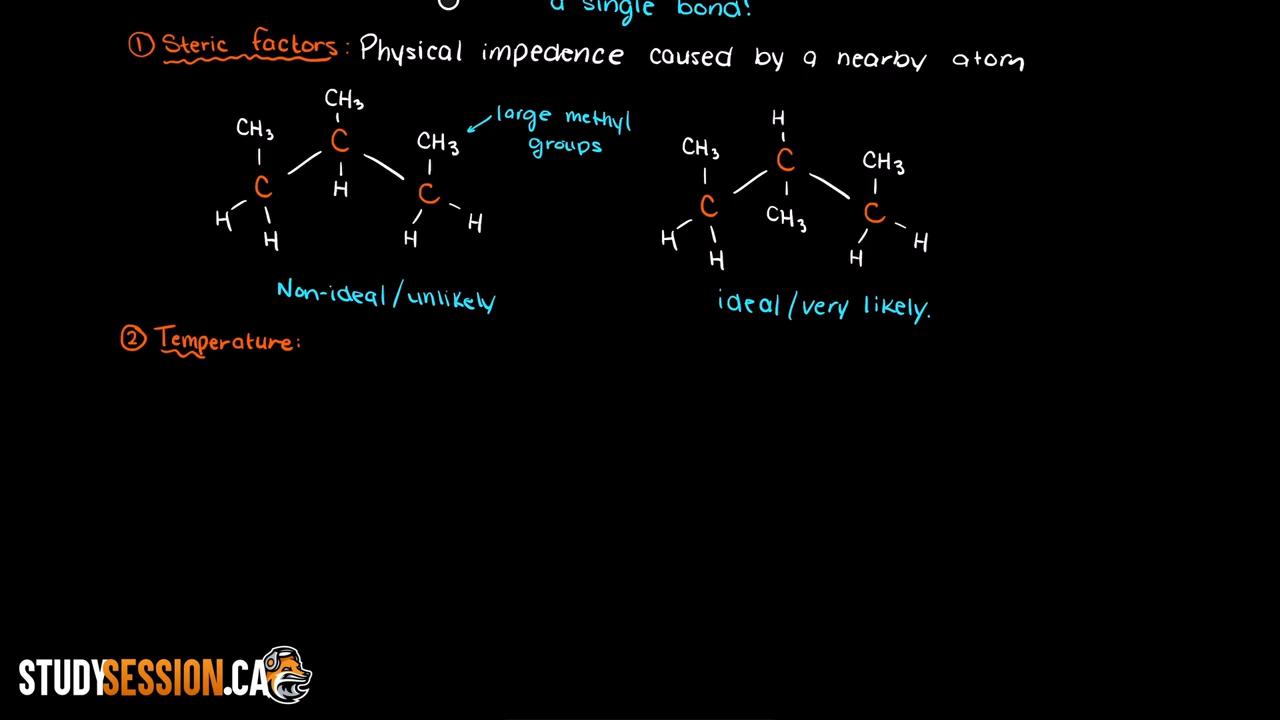 a single bond!
① Steric factors: Physical impedence caused by a nearby atom
CH₃
CH₃
C
H
C
H
H
CH₃
C
H
H
large methyl
groups
Non-ideal/unlikely
H
CH₃
C
CH₃
C
H
H
CH₃
C
H
H
ideal/very likely.
② Temperature:
STUDYSESSION.CA